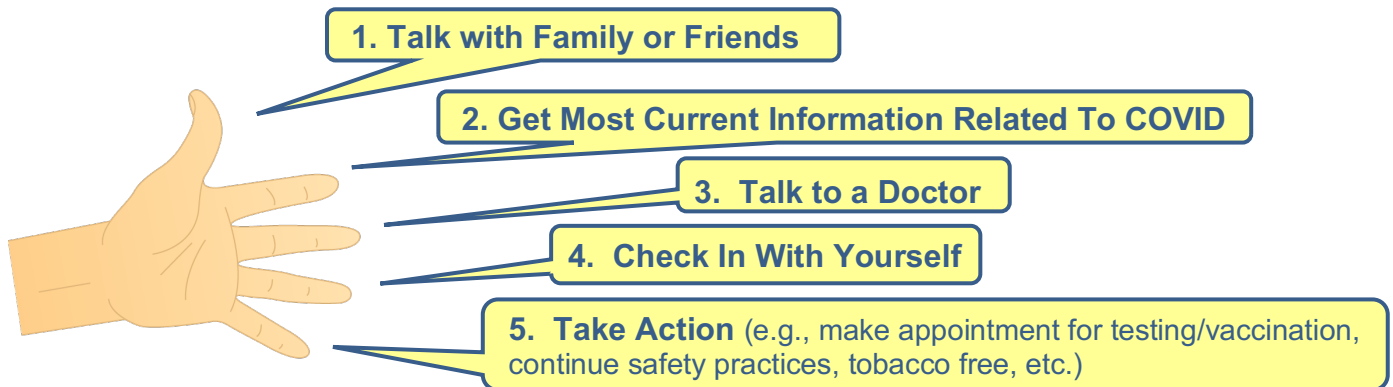 1. Talk with Family or Friends
2. Get Most Current Information Related To COVID
3. Talk to a Doctor
4. Check In With Yourself
5. Take Action (e.g., make appointment for testing/vaccination,
continue safety practices, tobacco free, etc.)